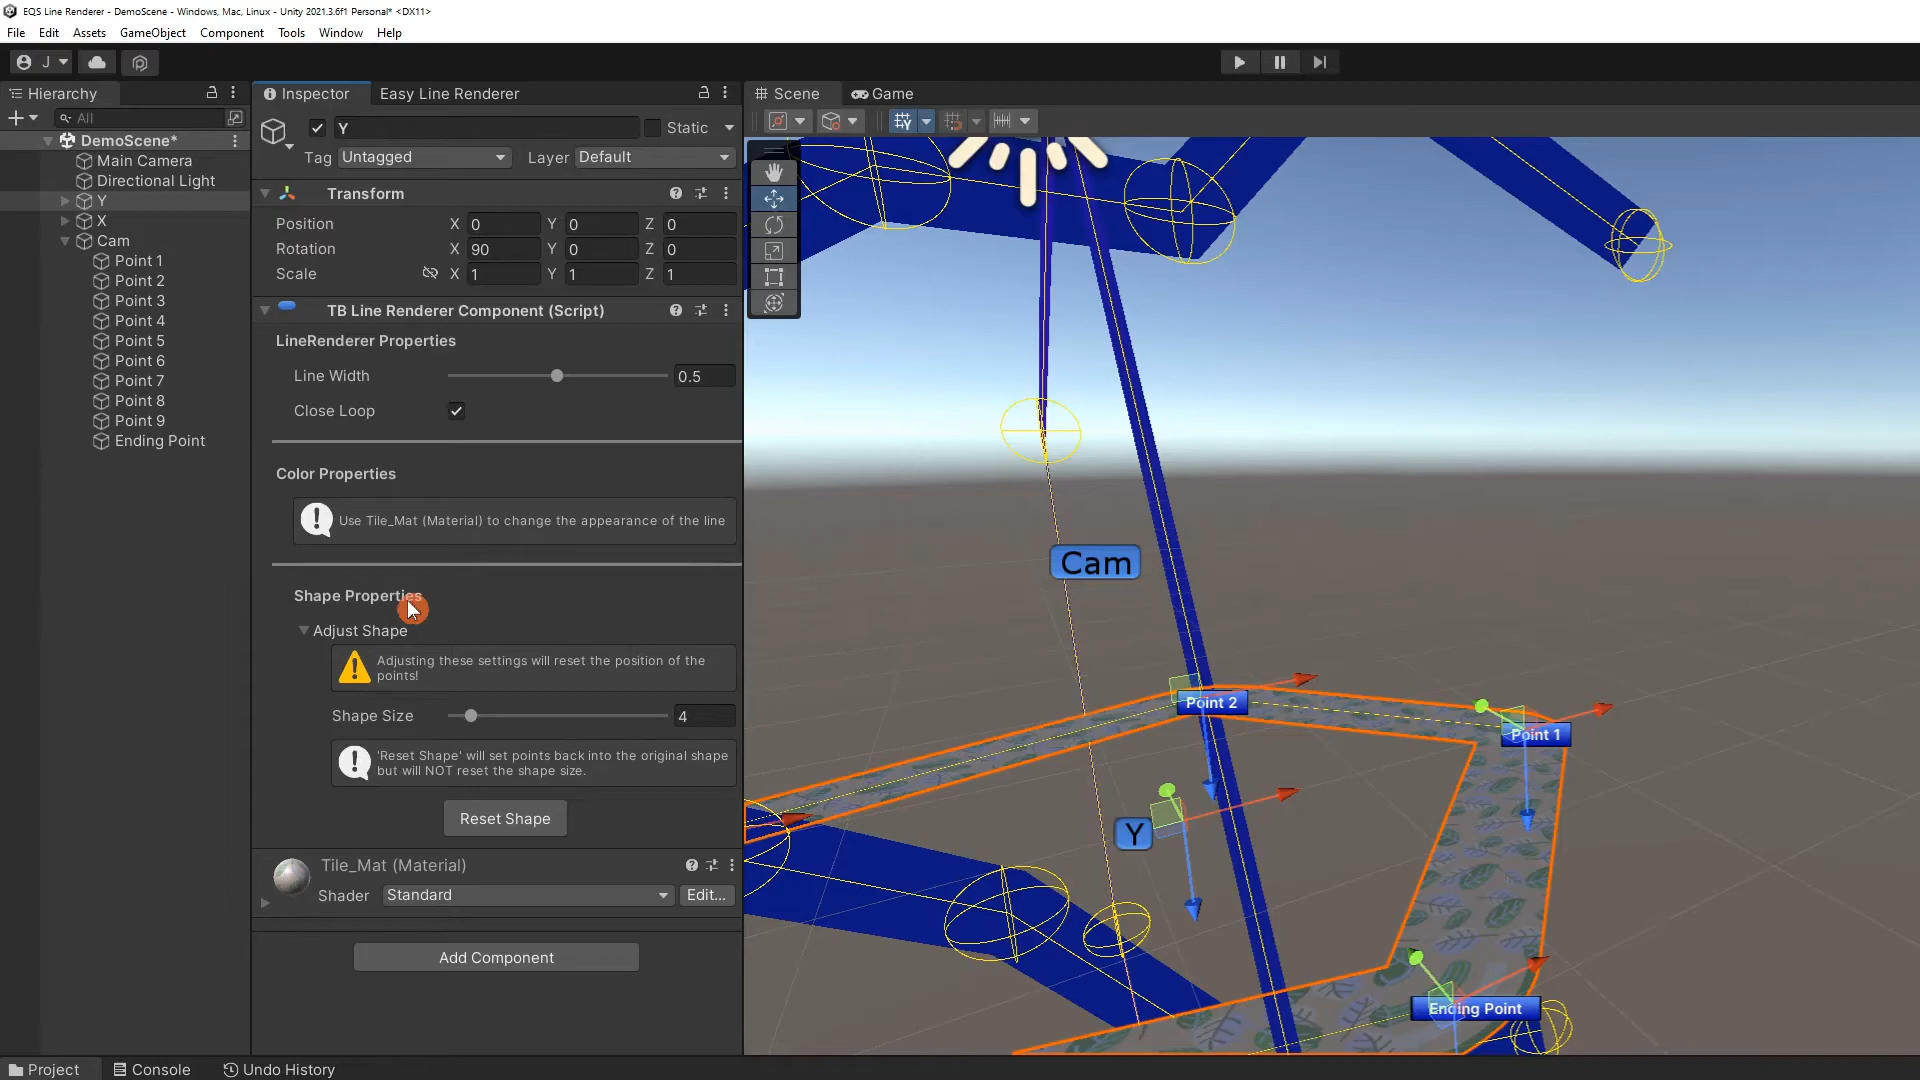 EQS Line Renderer - DemoScene - Windows, Mac, Linux - Unity 2021.3.6f1 Personal* <DX11>
File Edit Assets GameObject Component Tools Window Help
J
Hierarchy
All
DemoScene*
Main Camera
Directional Light
Y
X
Cam
Point 1
Point 2
Point 3
Point 4
Point 5
Point 6
Point 7
Point 8
Point 9
Ending Point
Inspector Easy Line Renderer
Y Static
Tag Untagged Layer Default
Transform
Position X 0 Y 0 Z 0
Rotation X 90 Y 0 Z 0
Scale X 1 Y 1 Z 1
TB Line Renderer Component (Script)
LineRenderer Properties
Line Width 0.5
Close Loop
Color Properties
Use Tile_Mat (Material) to change the appearance of the line
Shape Properties
Adjust Shape
Adjusting these settings will reset the position of the
points!
Shape Size 4
'Reset Shape' will set points back into the original shape
but will NOT reset the shape size.
Reset Shape
Tile_Mat (Material)
Shader Standard Edit...
Add Component
Scene Game
Cam
Point 2
Point 1
Y
Ending Point
Project Console Undo History